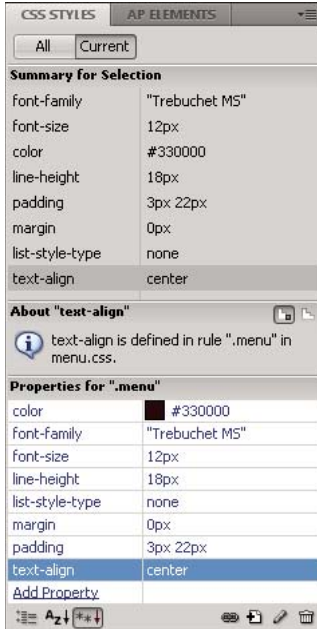 CSS STYLES AP ELEMENTS
All Current
Summary for Selection
font-family "Trebuchet MS"
font-size 12px
color #330000
line-height 18px
padding 3px 22px
margin 0px
list-style-type none
text-align center
About "text-align"
text-align is defined in rule ".menu" in
menu.css.
Properties for ".menu"
color #330000
font-family "Trebuchet MS"
font-size 12px
line-height 18px
list-style-type none
margin 0px
padding 3px 22px
text-align center
Add Property
Az↓ **↓